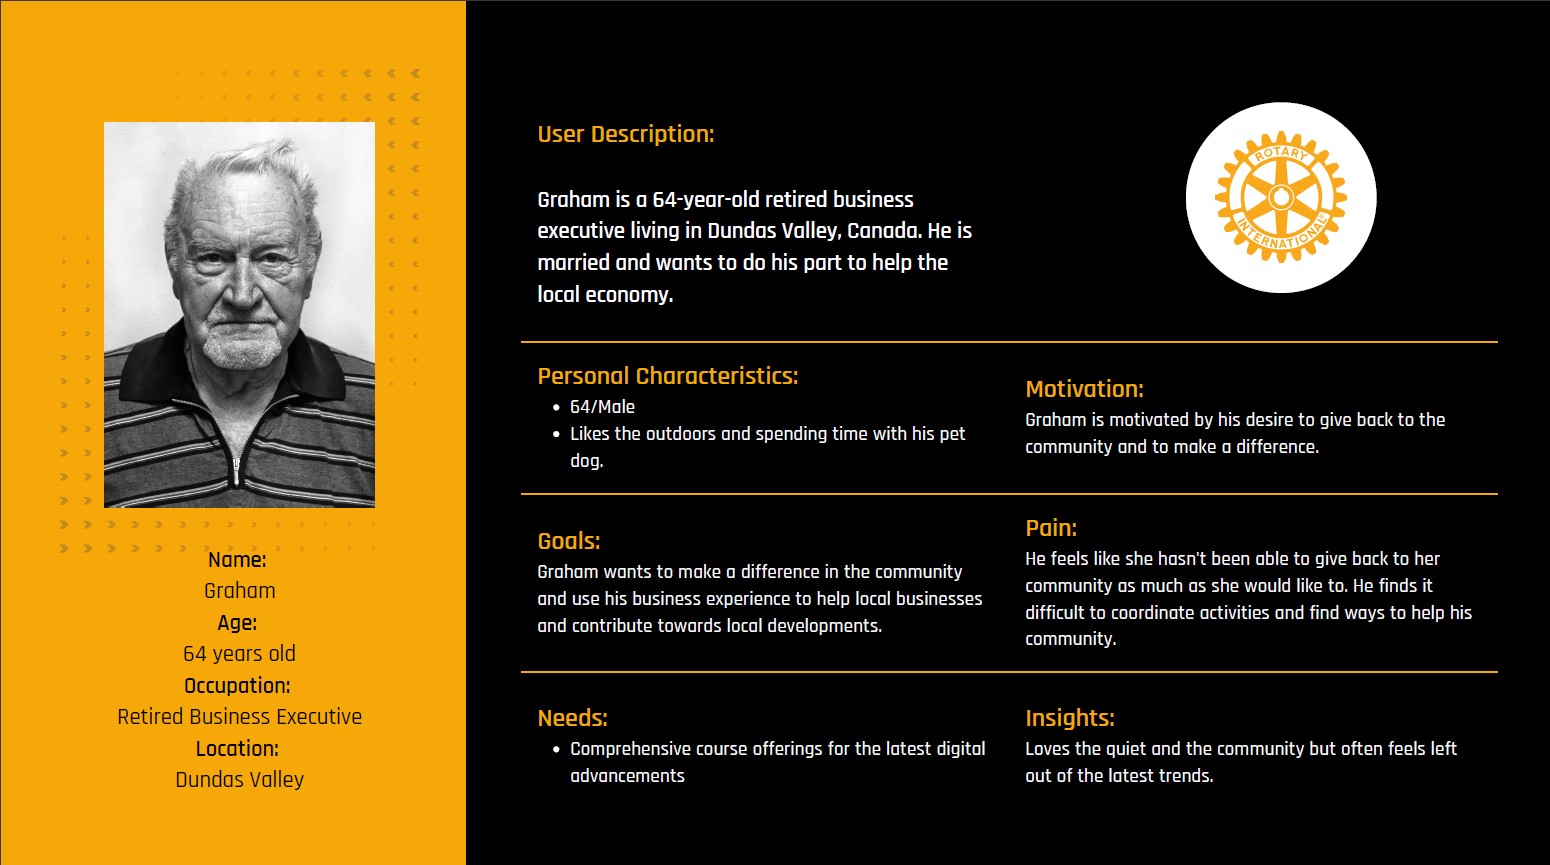 User Description:
Graham is a 64-year-old retired business
executive living in Dundas Valley, Canada. He is
married and wants to do his part to help the
local economy.
ROTARY
INTERNATIONAL
Personal Characteristics:
• 64/Male
• Likes the outdoors and spending time with his pet
dog.
Motivation:
Graham is motivated by his desire to give back to the
community and to make a difference.
Goals:
Graham wants to make a difference in the community
and use his business experience to help local businesses
and contribute towards local developments.
Pain:
He feels like she hasn't been able to give back to her
community as much as she would like to. He finds it
difficult to coordinate activities and find ways to help his
community.
Needs:
• Comprehensive course offerings for the latest digital
advancements
Insights:
Loves the quiet and the community but often feels left
out of the latest trends.
Name:
Graham
Age:
64 years old
Occupation:
Retired Business Executive
Location:
Dundas Valley